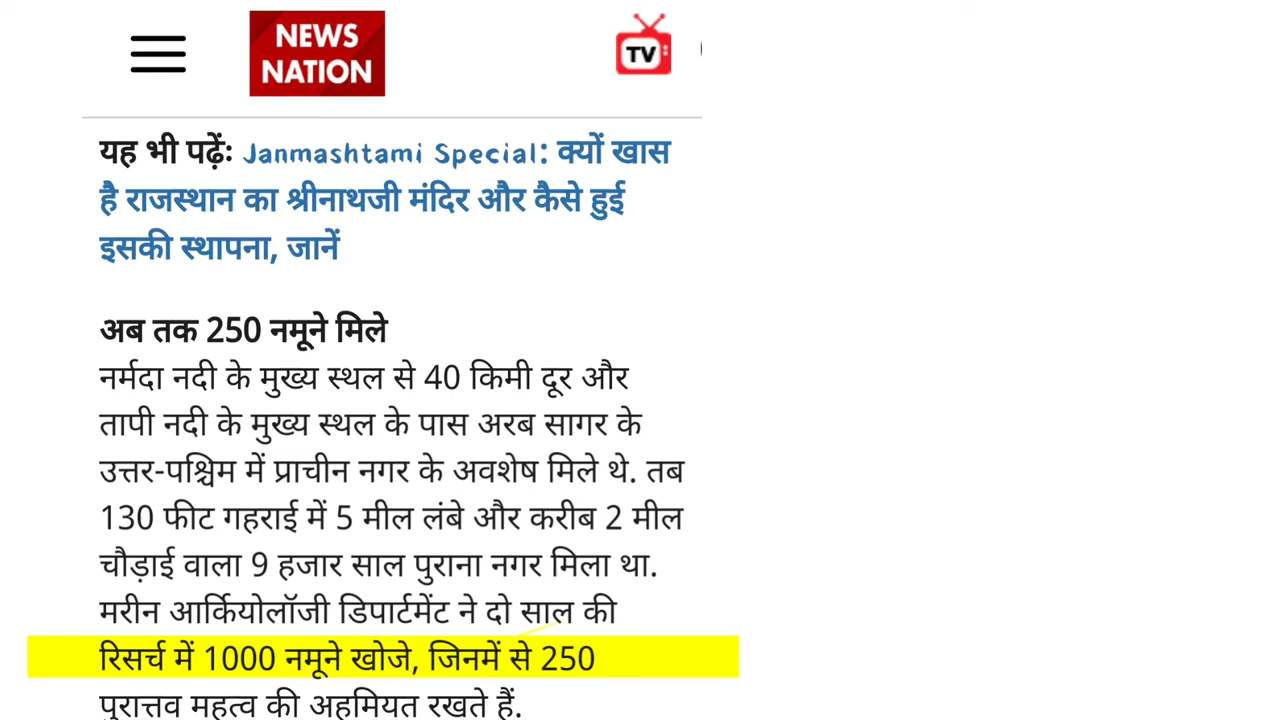 NEWS
NATION
TV
यह भी पढ़ेंः Janmashtami Special: क्यों खास
है राजस्थान का श्रीनाथजी मंदिर और कैसे हुई
इसकी स्थापना, जानें
अब तक 250 नमूने मिले
नर्मदा नदी के मुख्य स्थल से 40 किमी दूर और
तापी नदी के मुख्य स्थल के पास अरब सागर के
उत्तर-पश्चिम में प्राचीन नगर के अवशेष मिले थे. तब
130 फीट गहराई में 5 मील लंबे और करीब 2 मील
चौड़ाई वाला 9 हजार साल पुराना नगर मिला था.
मरीन आर्कियोलॉजी डिपार्टमेंट ने दो साल की
रिसर्च में 1000 नमूने खोजे, जिनमें से 250
पुरात्तव महत्व की अहमियत रखते हैं.